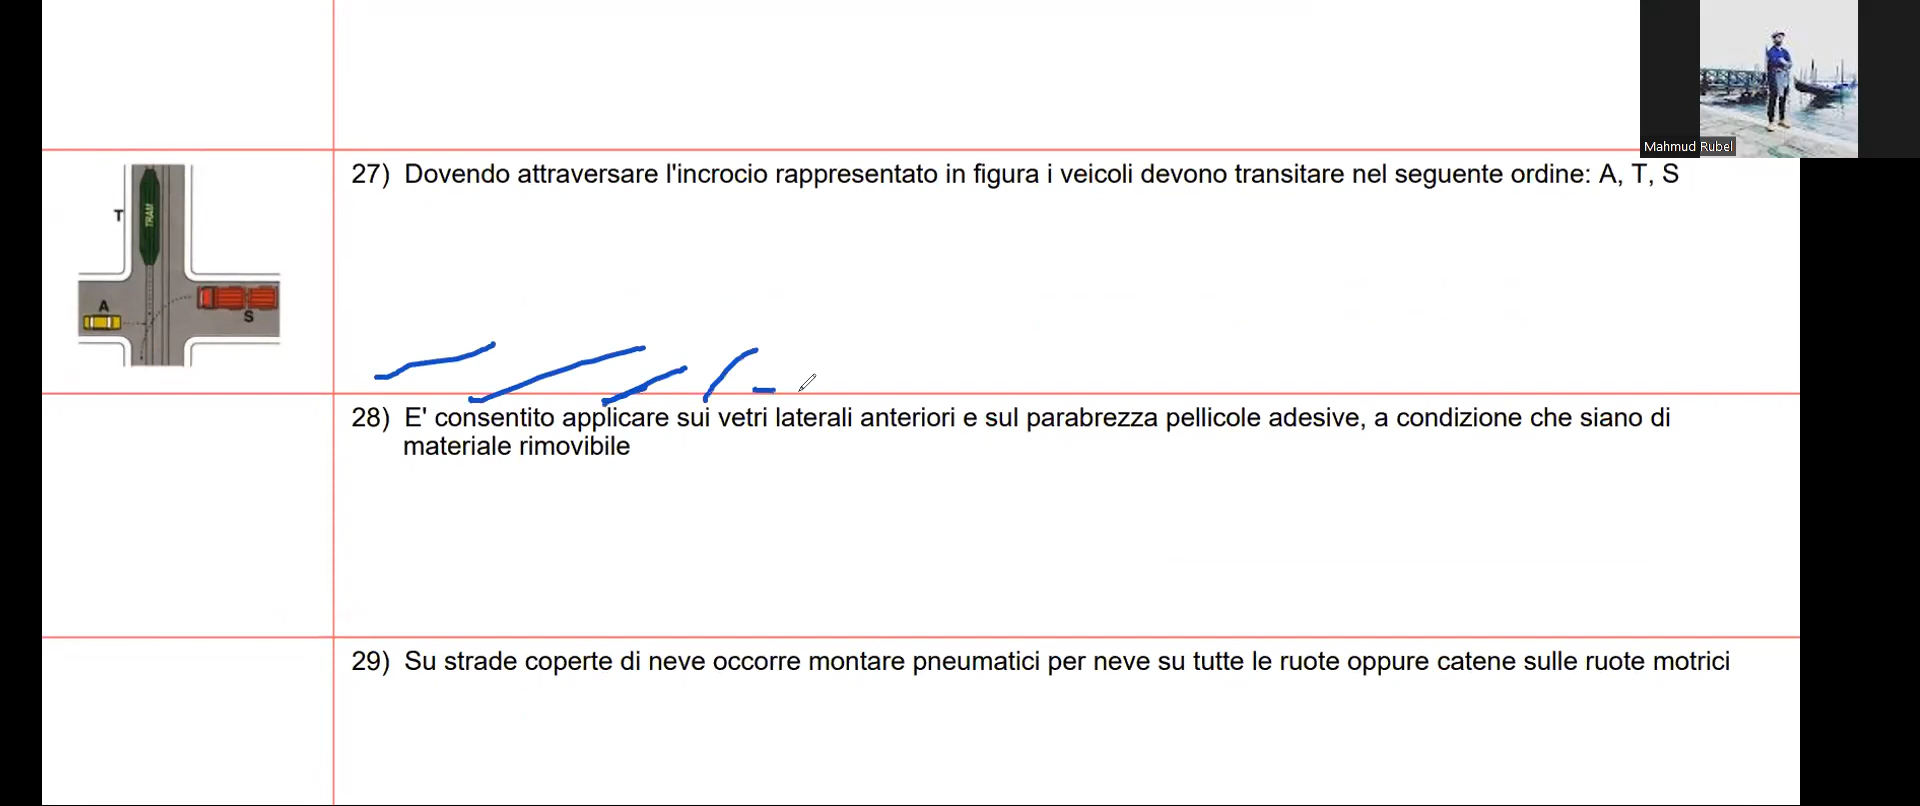 Mahmud Rubel
27) Dovendo attraversare l'incrocio rappresentato in figura i veicoli devono transitare nel seguente ordine: A, T, S
T
TRAM
A
S
28) E' consentito applicare sui vetri laterali anteriori e sul parabrezza pellicole adesive, a condizione che siano di
materiale rimovibile
29) Su strade coperte di neve occorre montare pneumatici per neve su tutte le ruote oppure catene sulle ruote motrici